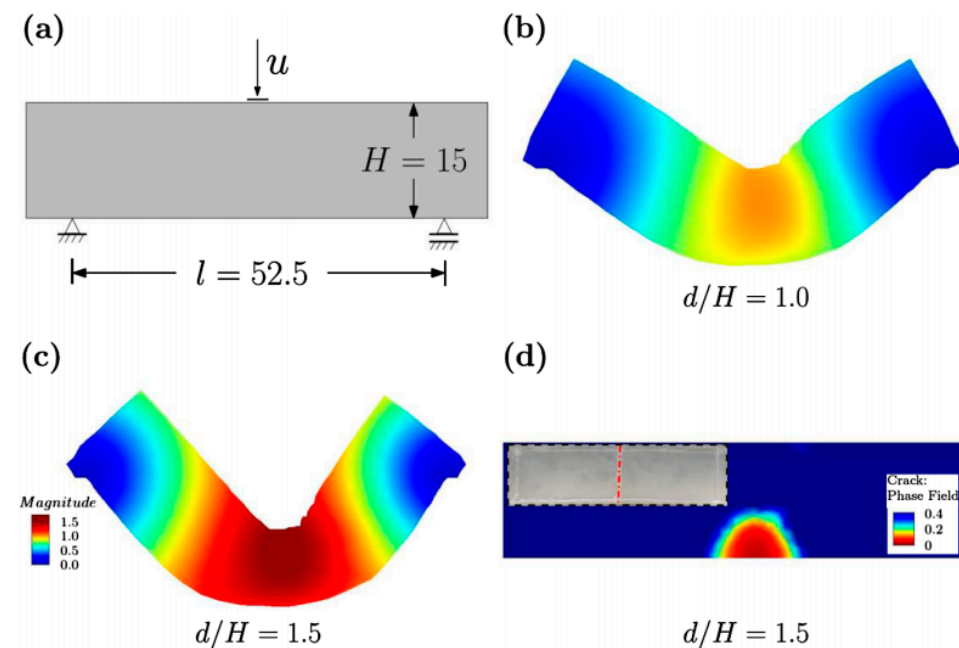 (a)
u
H = 15
l = 52.5
(b)
d/H = 1.0
(c)
Magnitude
1.5
1.0
0.5
0.0
d/H = 1.5
(d)
Crack:
Phase Field
0.4
0.2
0
d/H = 1.5